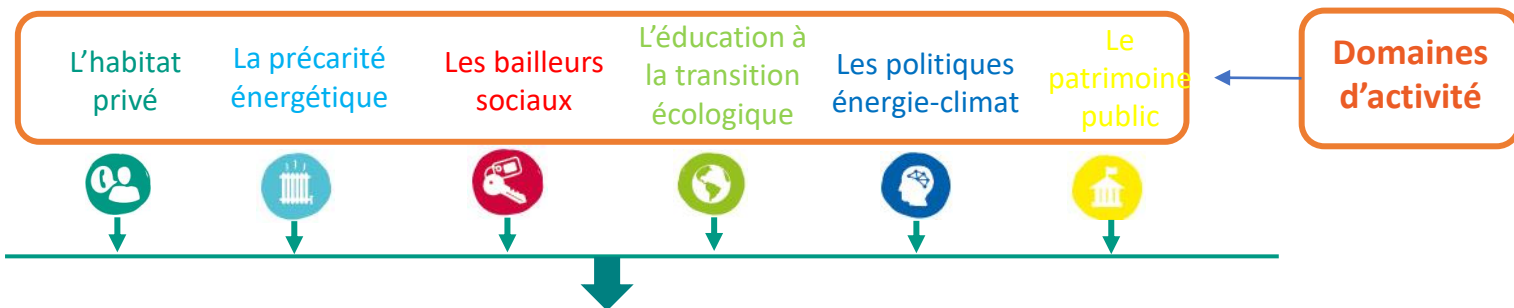 L’habitat
privé
La précarité
énergétique
Les bailleurs
sociaux
L’éducation à
la transition
écologique
Les politiques
énergie-climat
Le
patrimoine
public
Domaines
d’activité